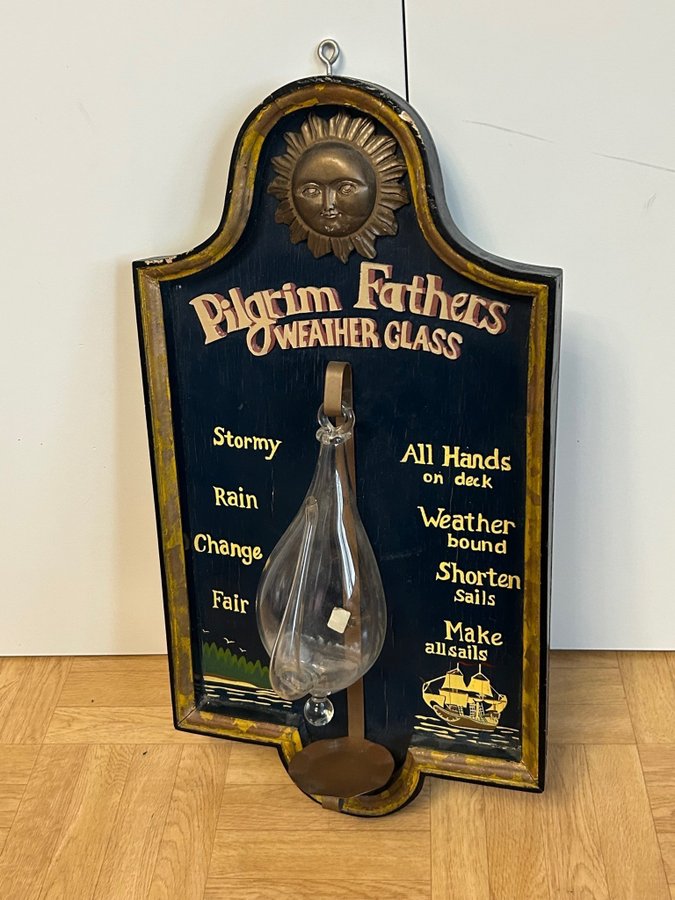 Pilgrim Fathers
WEATHER GLASS
Stormy
Rain
Change
Fair
All Hands
on deck
Weather
bound
Shorten
sails
Make
all sails